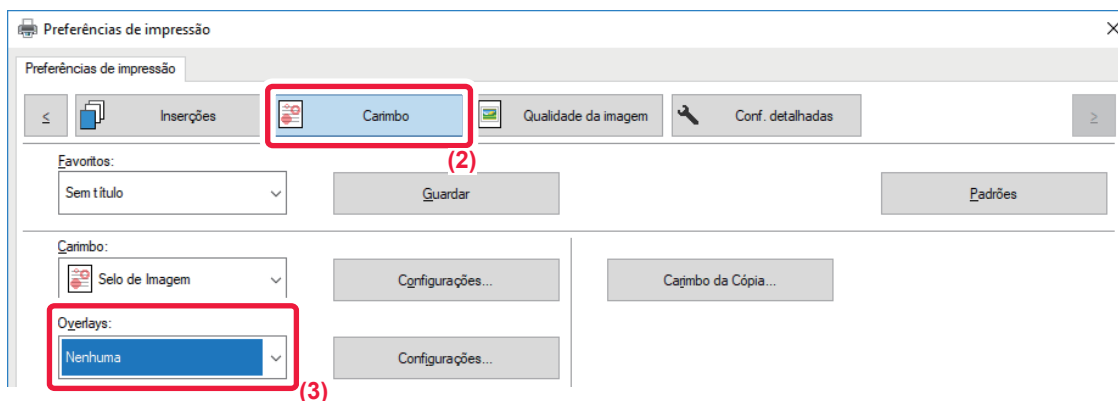 Preferências de impressão
Preferências de impressão
< Inserções Carimbo Qualidade da imagem Conf. detalhadas >
(2)
Favoritos:
Sem título Guardar Padrões
Carimbo:
Selo de Imagem Configurações... Carimbo da Cópia...
Overlays:
Nenhuma Configurações...
(3)